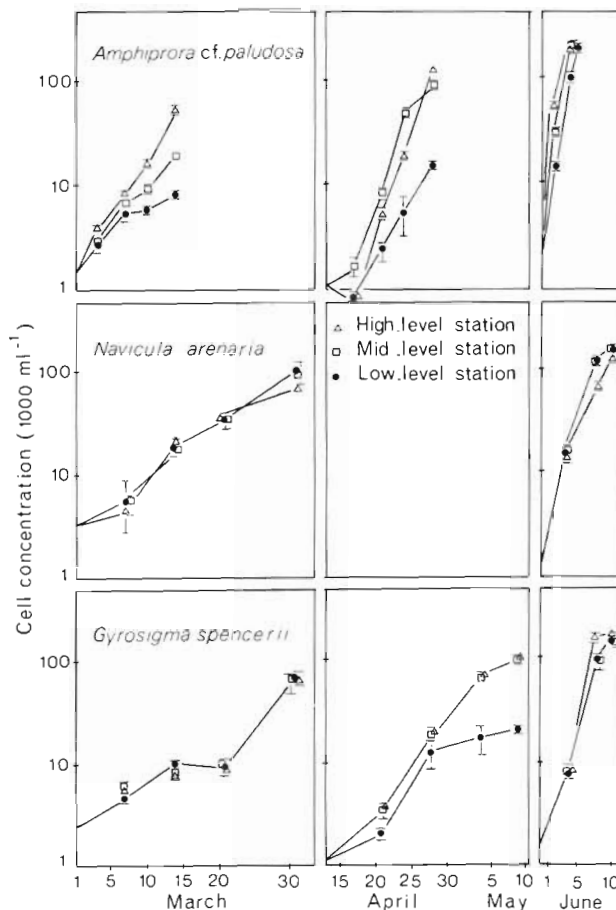 Amphiprora cf. paludosa
100
10
1
Navicula arenaria
High.level station
Mid.level station
Low.level station
100
10
1
Gyrosigma spencerii
100
10
1
Cell concentration (1000 ml⁻¹)
1 5 10 15 20 30 15 20 25 5 10 1 5 10
March April May June